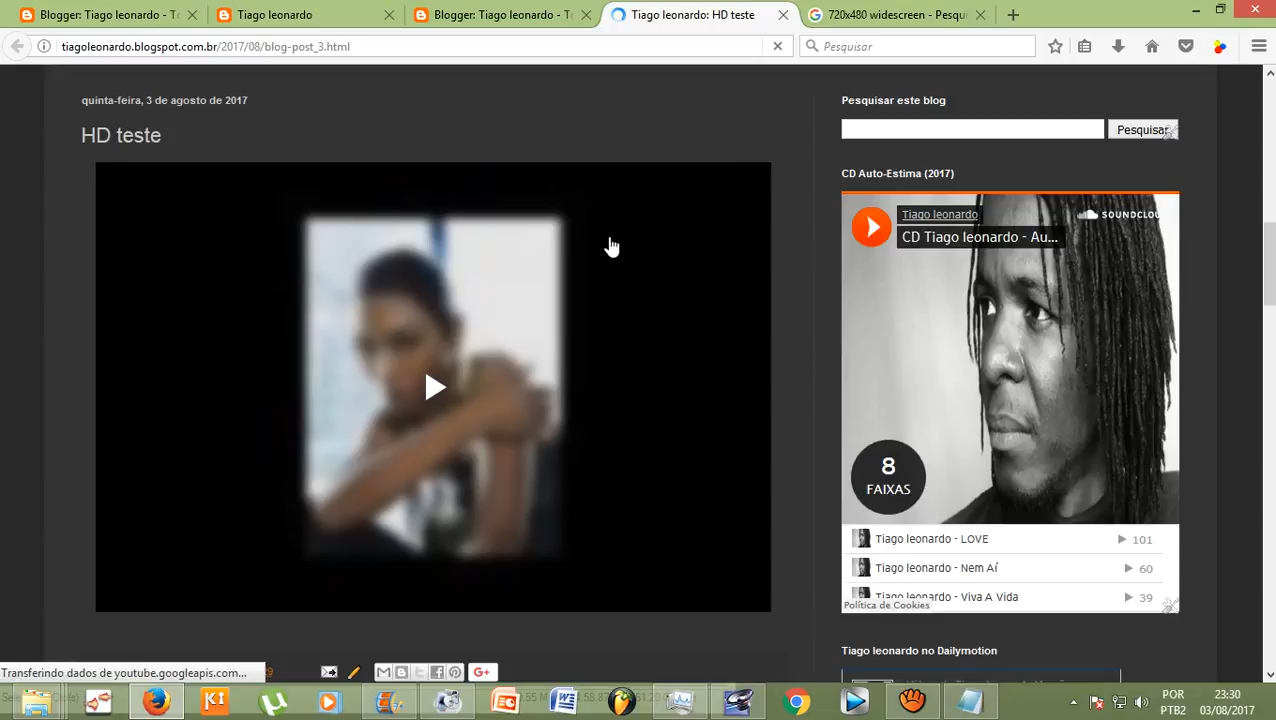 Blogger: Tiago leonardo - To
Tiago leonardo
Blogger: Tiago leonardo - T
Tiago leonardo: HD teste
720x480 widescreen - Pesqui
tiagoleonardo.blogspot.com.br/2017/08/blog-post_3.html
Pesquisar
quinta-feira, 3 de agosto de 2017
HD teste
Pesquisar este blog
Pesquisar
CD Auto-Estima (2017)
Tiago leonardo
SOUNDCLOU
CD Tiago leonardo - Au...
8
FAIXAS
Tiago leonardo - LOVE 101
Tiago leonardo - Nem Aí 60
Tiago leonardo - Viva A Vida 39
Política de Cookies
Tiago leonardo no Dailymotion
Transferindo dados de youtube.googleapis.com...
G+
POR
PTB2
23:30
03/08/2017